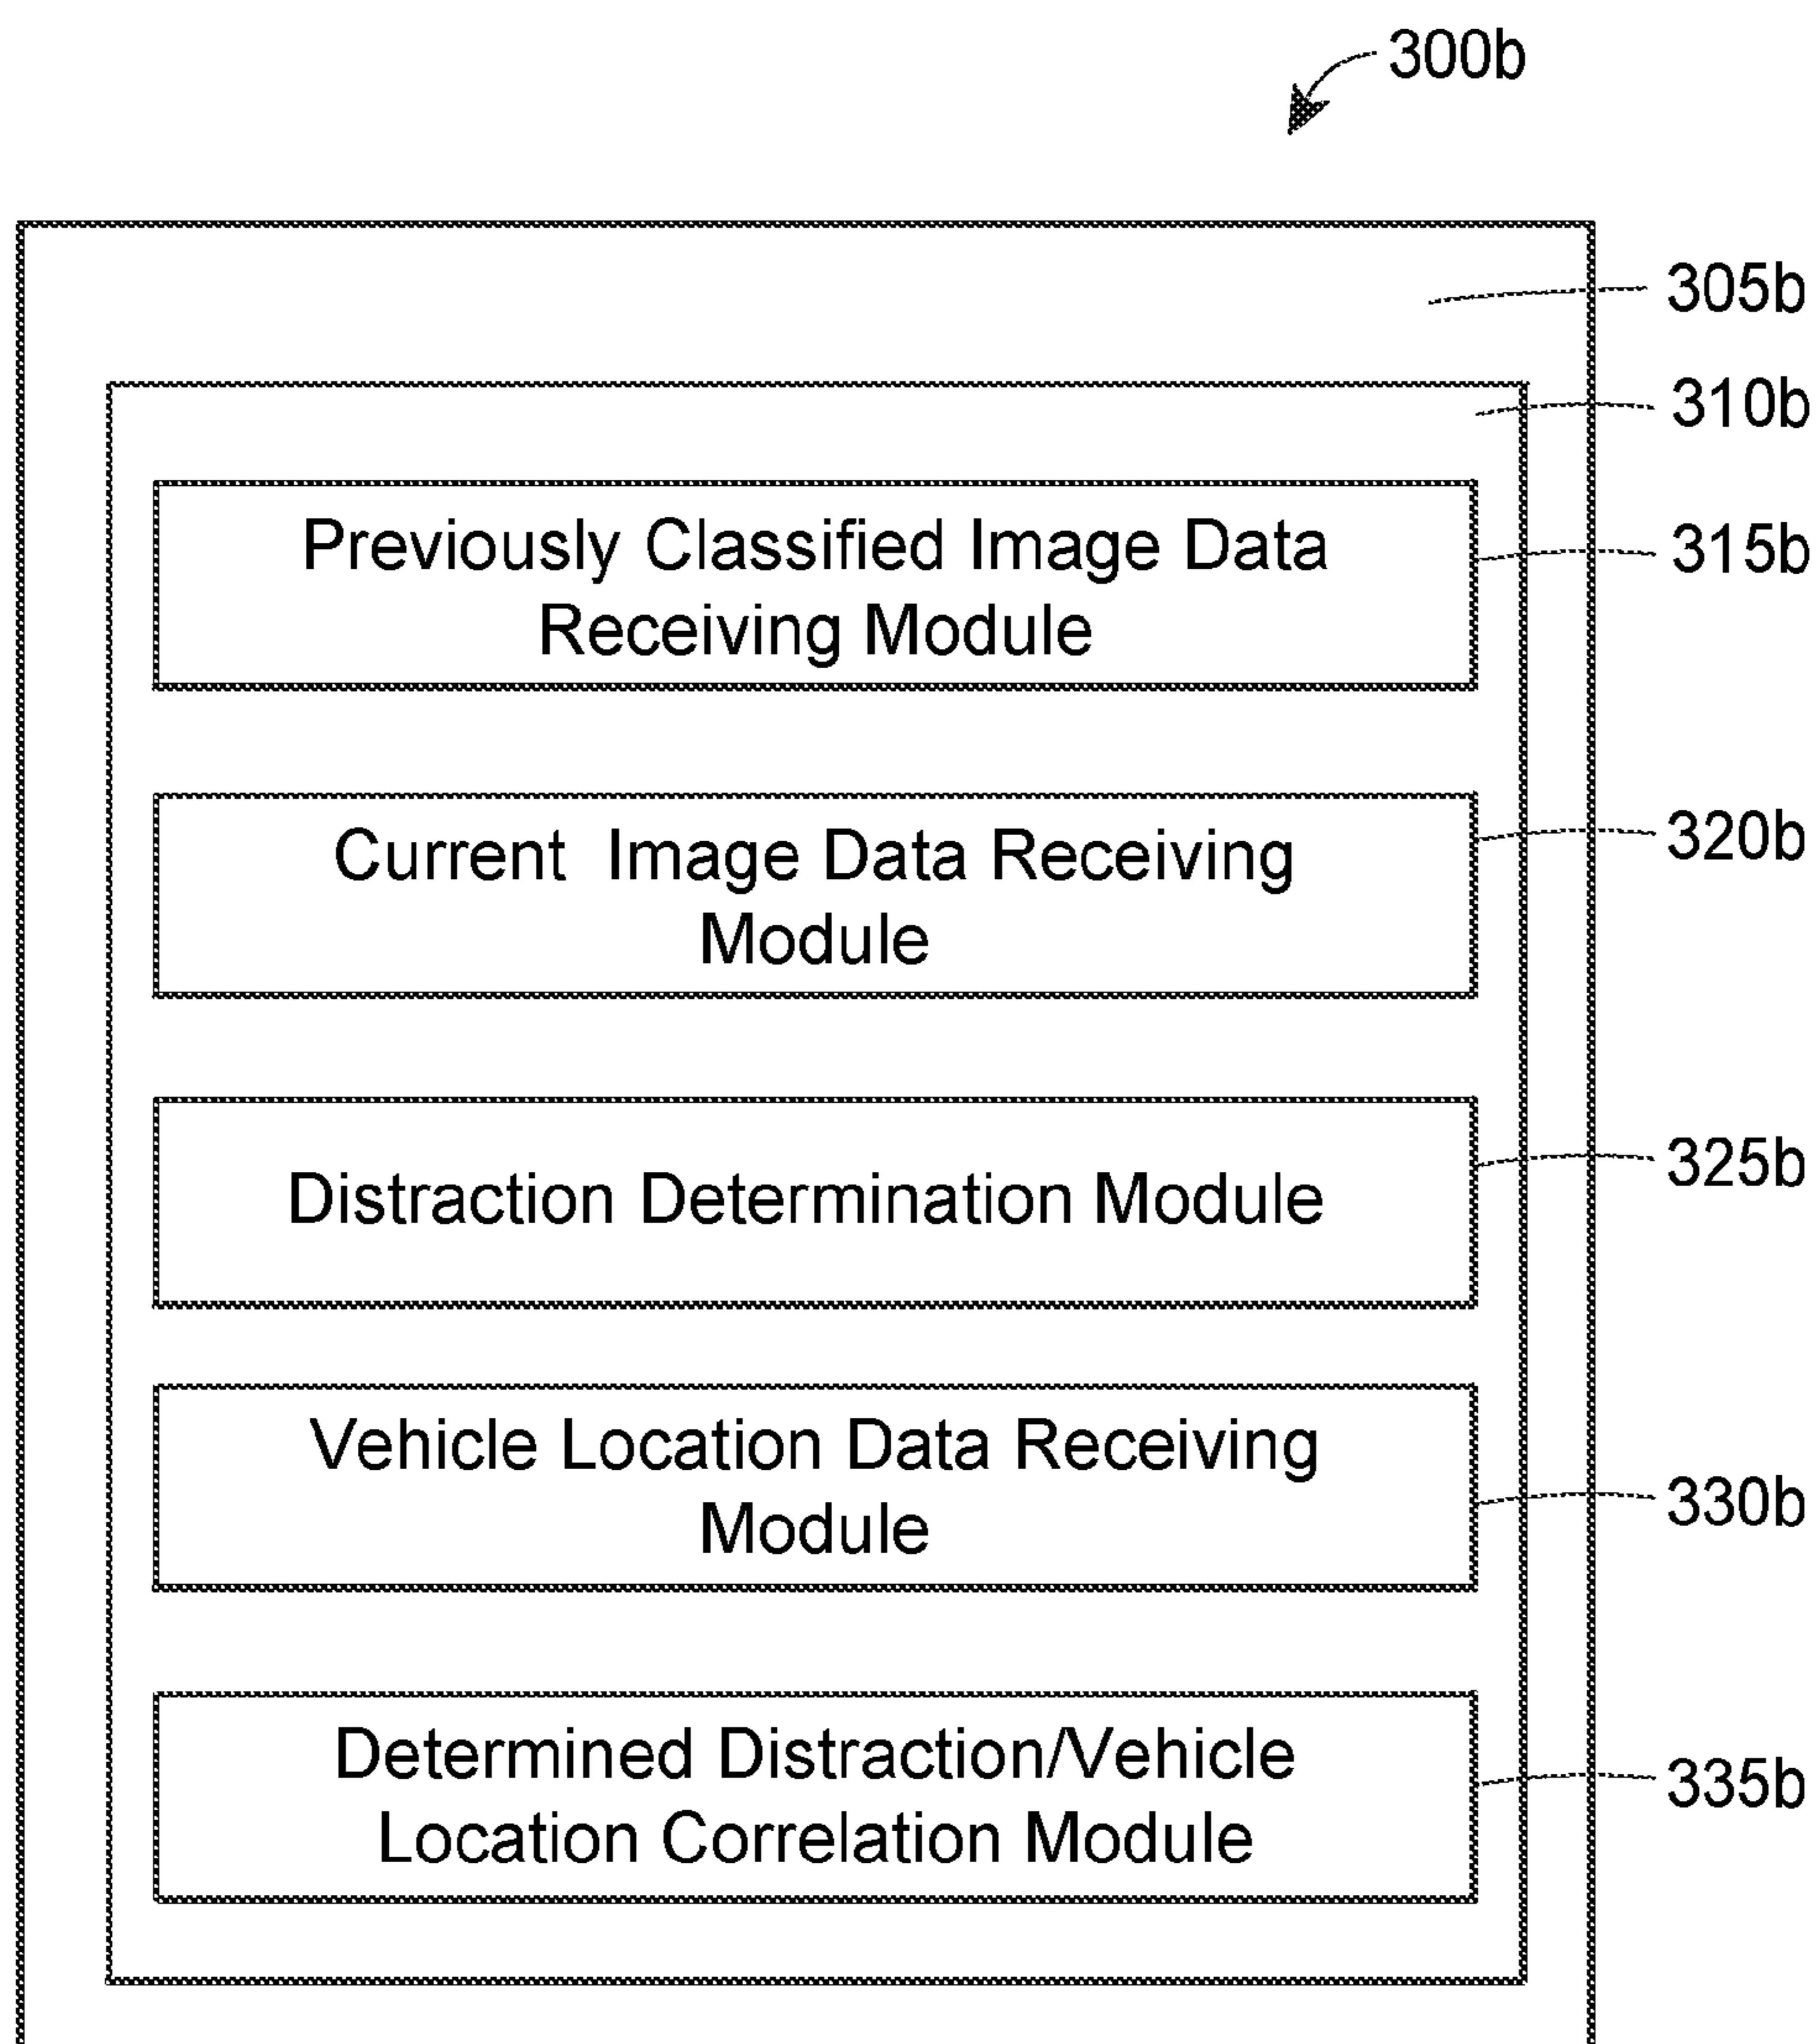 300b
305b
310b
Previously Classified Image Data
Receiving Module
315b
Current Image Data Receiving
Module
320b
Distraction Determination Module
325b
Vehicle Location Data Receiving
Module
330b
Determined Distraction/Vehicle
Location Correlation Module
335b